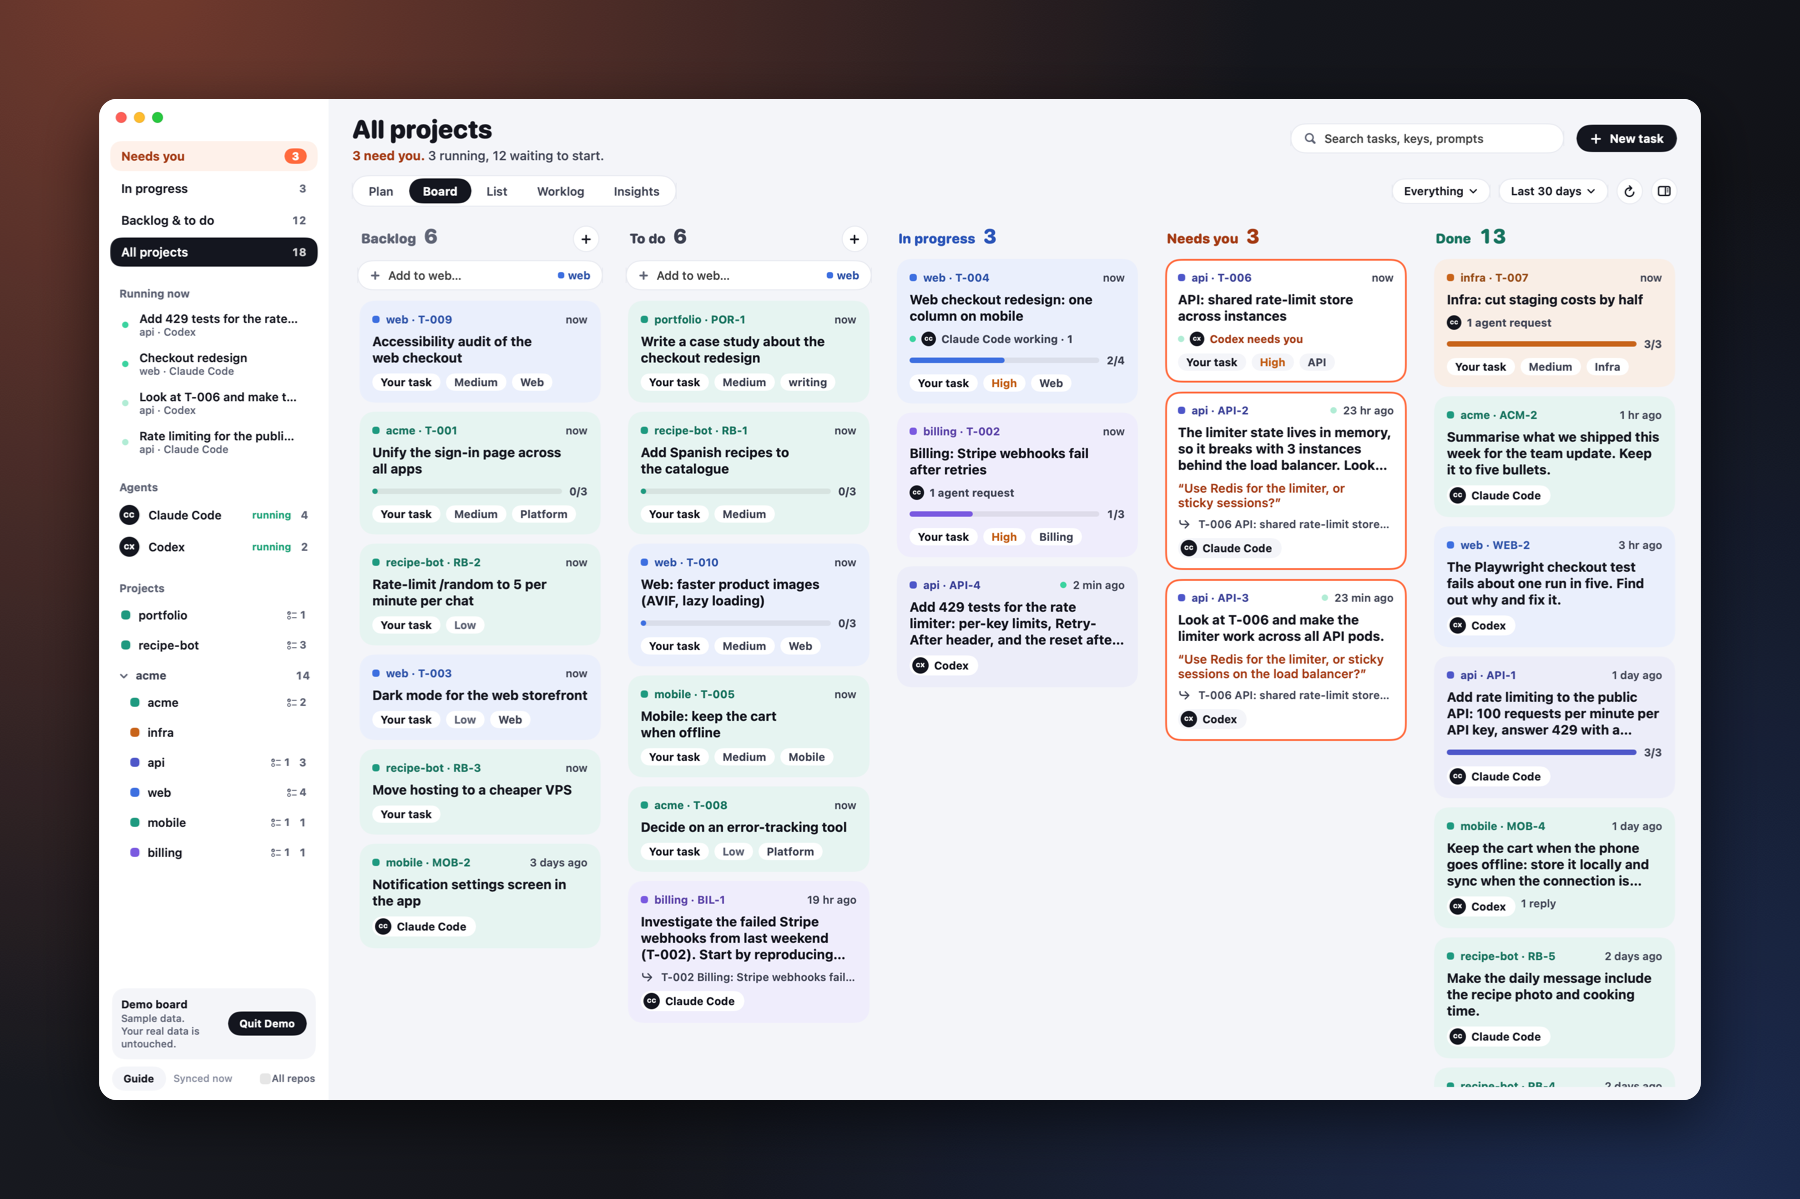 Needs you 3
In progress 3
Backlog & to do 12
All projects 18
Running now
Add 429 tests for the rate...
api · Codex
Checkout redesign
web · Claude Code
Look at T-006 and make t...
api · Codex
Rate limiting for the publi...
api · Claude Code
Agents
CC Claude Code running 4
CX Codex running 2
Projects
portfolio 1
recipe-bot 3
acme 14
acme 2
infra
api 1 3
web 4
mobile 1 1
billing 1 1
Demo board
Sample data.
Your real data is
untouched.
Quit Demo
Guide Synced now All repos
All projects
3 need you. 3 running, 12 waiting to start.
Search tasks, keys, prompts
+ New task
Plan Board List Worklog Insights
Everything Last 30 days
Backlog 6 +
+ Add to web... web
web · T-009 now
Accessibility audit of the
web checkout
Your task Medium Web
acme · T-001 now
Unify the sign-in page across
all apps
0/3
Your task Medium Platform
recipe-bot · RB-2 now
Rate-limit /random to 5 per
minute per chat
Your task Low
web · T-003 now
Dark mode for the web storefront
Your task Low Web
recipe-bot · RB-3 now
Move hosting to a cheaper VPS
Your task
mobile · MOB-2 3 days ago
Notification settings screen in
the app
CC Claude Code
To do 6 +
+ Add to web... web
portfolio · POR-1 now
Write a case study about the
checkout redesign
Your task Medium writing
recipe-bot · RB-1 now
Add Spanish recipes to
the catalogue
0/3
Your task Medium
web · T-010 now
Web: faster product images
(AVIF, lazy loading)
0/3
Your task Medium Web
mobile · T-005 now
Mobile: keep the cart
when offline
Your task Medium Mobile
acme · T-008 now
Decide on an error-tracking tool
Your task Low Platform
billing · BIL-1 19 hr ago
Investigate the failed Stripe
webhooks from last weekend
(T-002). Start by reproducing...
T-002 Billing: Stripe webhooks fail...
CC Claude Code
In progress 3
web · T-004 now
Web checkout redesign: one
column on mobile
CC Claude Code working · 1
2/4
Your task High Web
billing · T-002 now
Billing: Stripe webhooks fail
after retries
CC 1 agent request
1/3
Your task High Billing
api · API-4 2 min ago
Add 429 tests for the rate
limiter: per-key limits, Retry-
After header, and the reset afte...
CX Codex
Needs you 3
api · T-006 now
API: shared rate-limit store
across instances
CX Codex needs you
Your task High API
api · API-2 23 hr ago
The limiter state lives in memory,
so it breaks with 3 instances
behind the load balancer. Look...
“Use Redis for the limiter, or
sticky sessions?”
T-006 API: shared rate-limit store...
CC Claude Code
api · API-3 23 min ago
Look at T-006 and make the
limiter work across all API pods.
“Use Redis for the limiter, or sticky
sessions on the load balancer?”
T-006 API: shared rate-limit store...
CX Codex
Done 13
infra · T-007 now
Infra: cut staging costs by half
CC 1 agent request
3/3
Your task Medium Infra
acme · ACM-2 1 hr ago
Summarise what we shipped this
week for the team update. Keep
it to five bullets.
CC Claude Code
web · WEB-2 3 hr ago
The Playwright checkout test
fails about one run in five. Find
out why and fix it.
CX Codex
api · API-1 1 day ago
Add rate limiting to the public
API: 100 requests per minute per
API key, answer 429 with a...
3/3
CC Claude Code
mobile · MOB-4 1 day ago
Keep the cart when the phone
goes offline: store it locally and
sync when the connection is...
CX Codex 1 reply
recipe-bot · RB-5 2 days ago
Make the daily message include
the recipe photo and cooking
time.
CC Claude Code
recipe-bot · RB-4 2 days ago